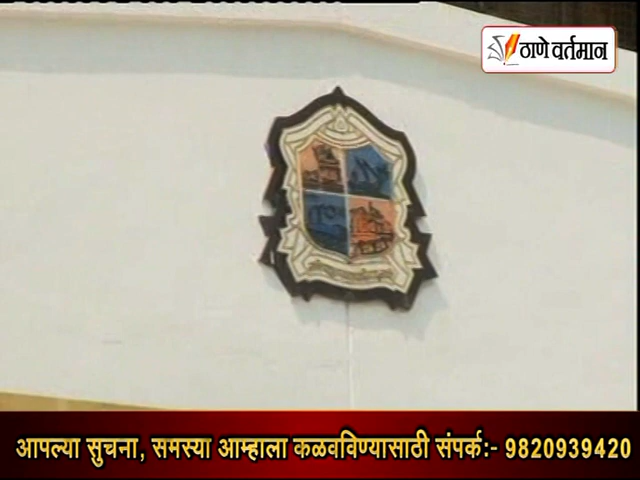 ठाणे वर्तमान
आपल्या सुचना, समस्या आम्हाला कळवविण्यासाठी संपर्क:- 9820939420